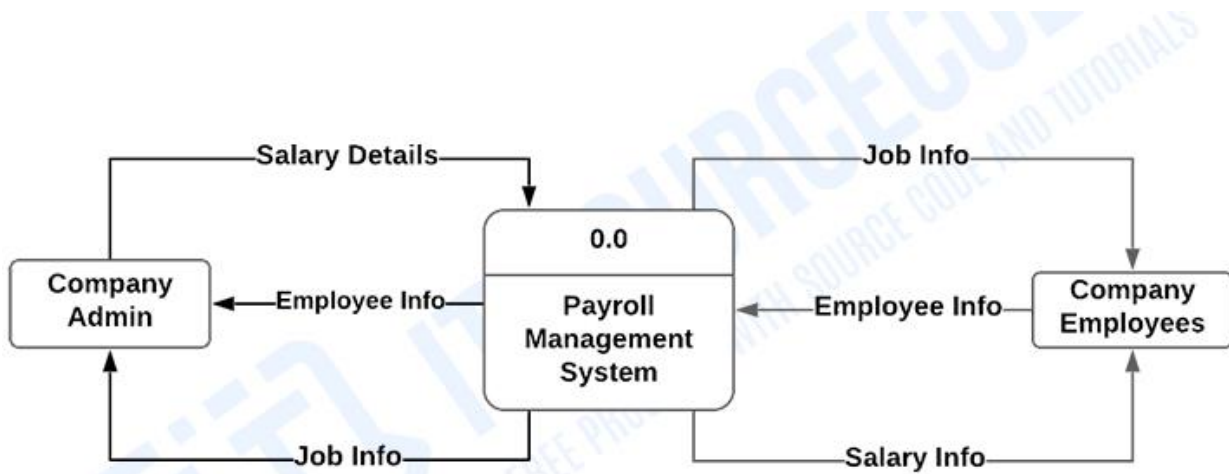 Salary Details
Job Info
0.0
Company
Admin
Employee Info
Payroll
Management
System
Employee Info
Company
Employees
Job Info
Salary Info